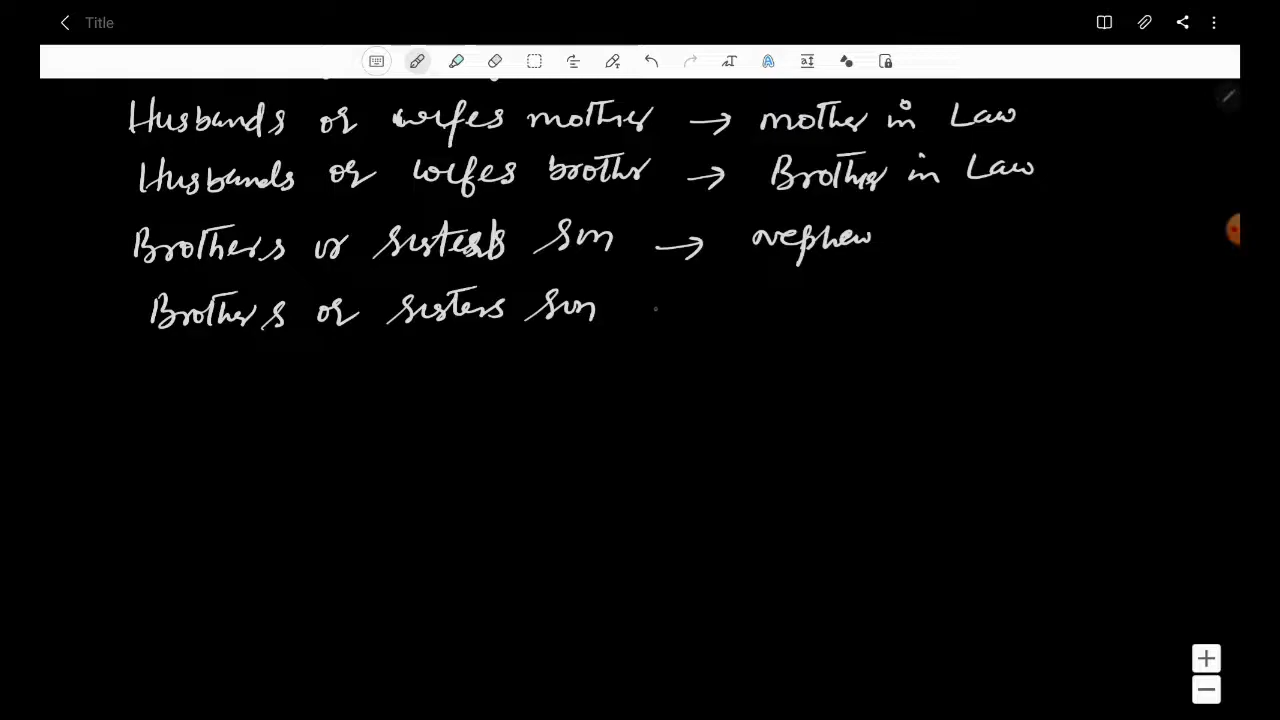 Title
Husbands or wifes mother → mother in Law
Husbands or wifes brother → Brother in Law
Brothers or sisters son → nephew
Brothers or sisters son